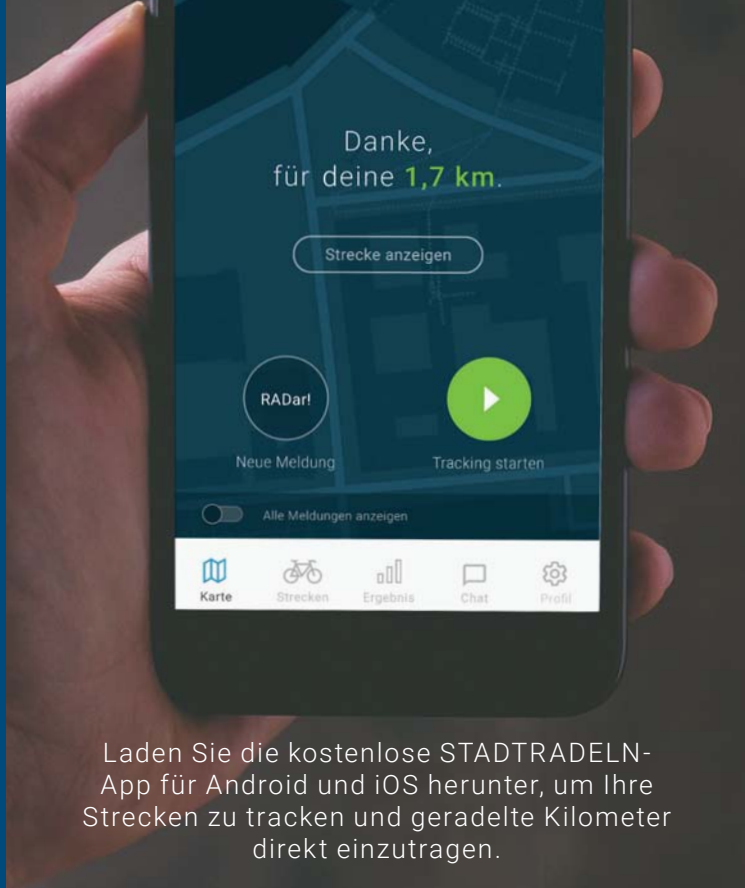 Danke,
für deine 1,7 km.
Strecke anzeigen
RADar!
Neue Meldung
Tracking starten
Alle Meldungen anzeigen
Karte
Strecken
Ergebnis
Chat
Profil
Laden Sie die kostenlose STADTRADELN-
App für Android und iOS herunter, um Ihre
Strecken zu tracken und geradelte Kilometer
direkt einzutragen.